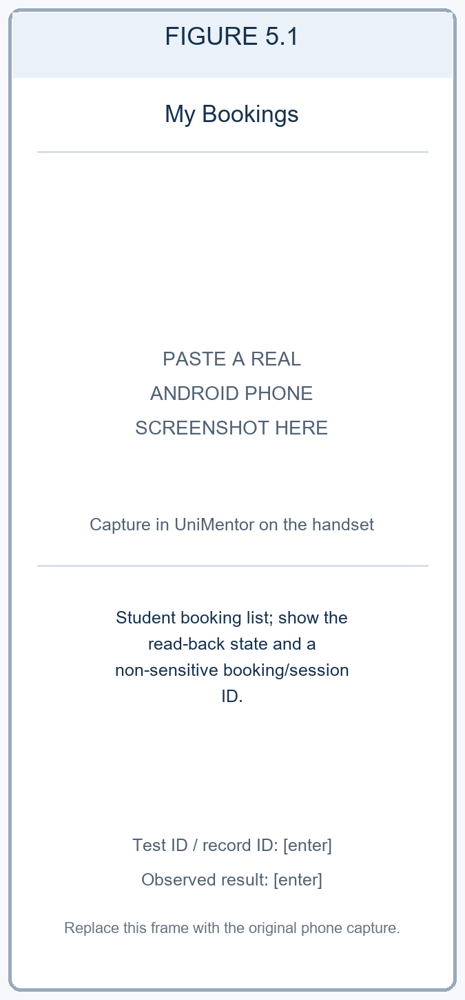 FIGURE 5.1
My Bookings
PASTE A REAL
ANDROID PHONE
SCREENSHOT HERE
Capture in UniMentor on the handset
Student booking list; show the
read-back state and a
non-sensitive booking/session
ID.
Test ID / record ID: [enter]
Observed result: [enter]
Replace this frame with the original phone capture.